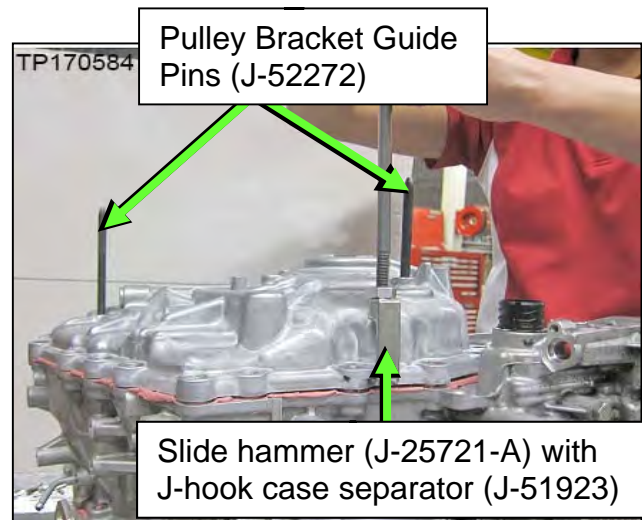 Pulley Bracket Guide
Pins (J-52272)
TP170584
Slide hammer (J-25721-A) with
J-hook case separator (J-51923)